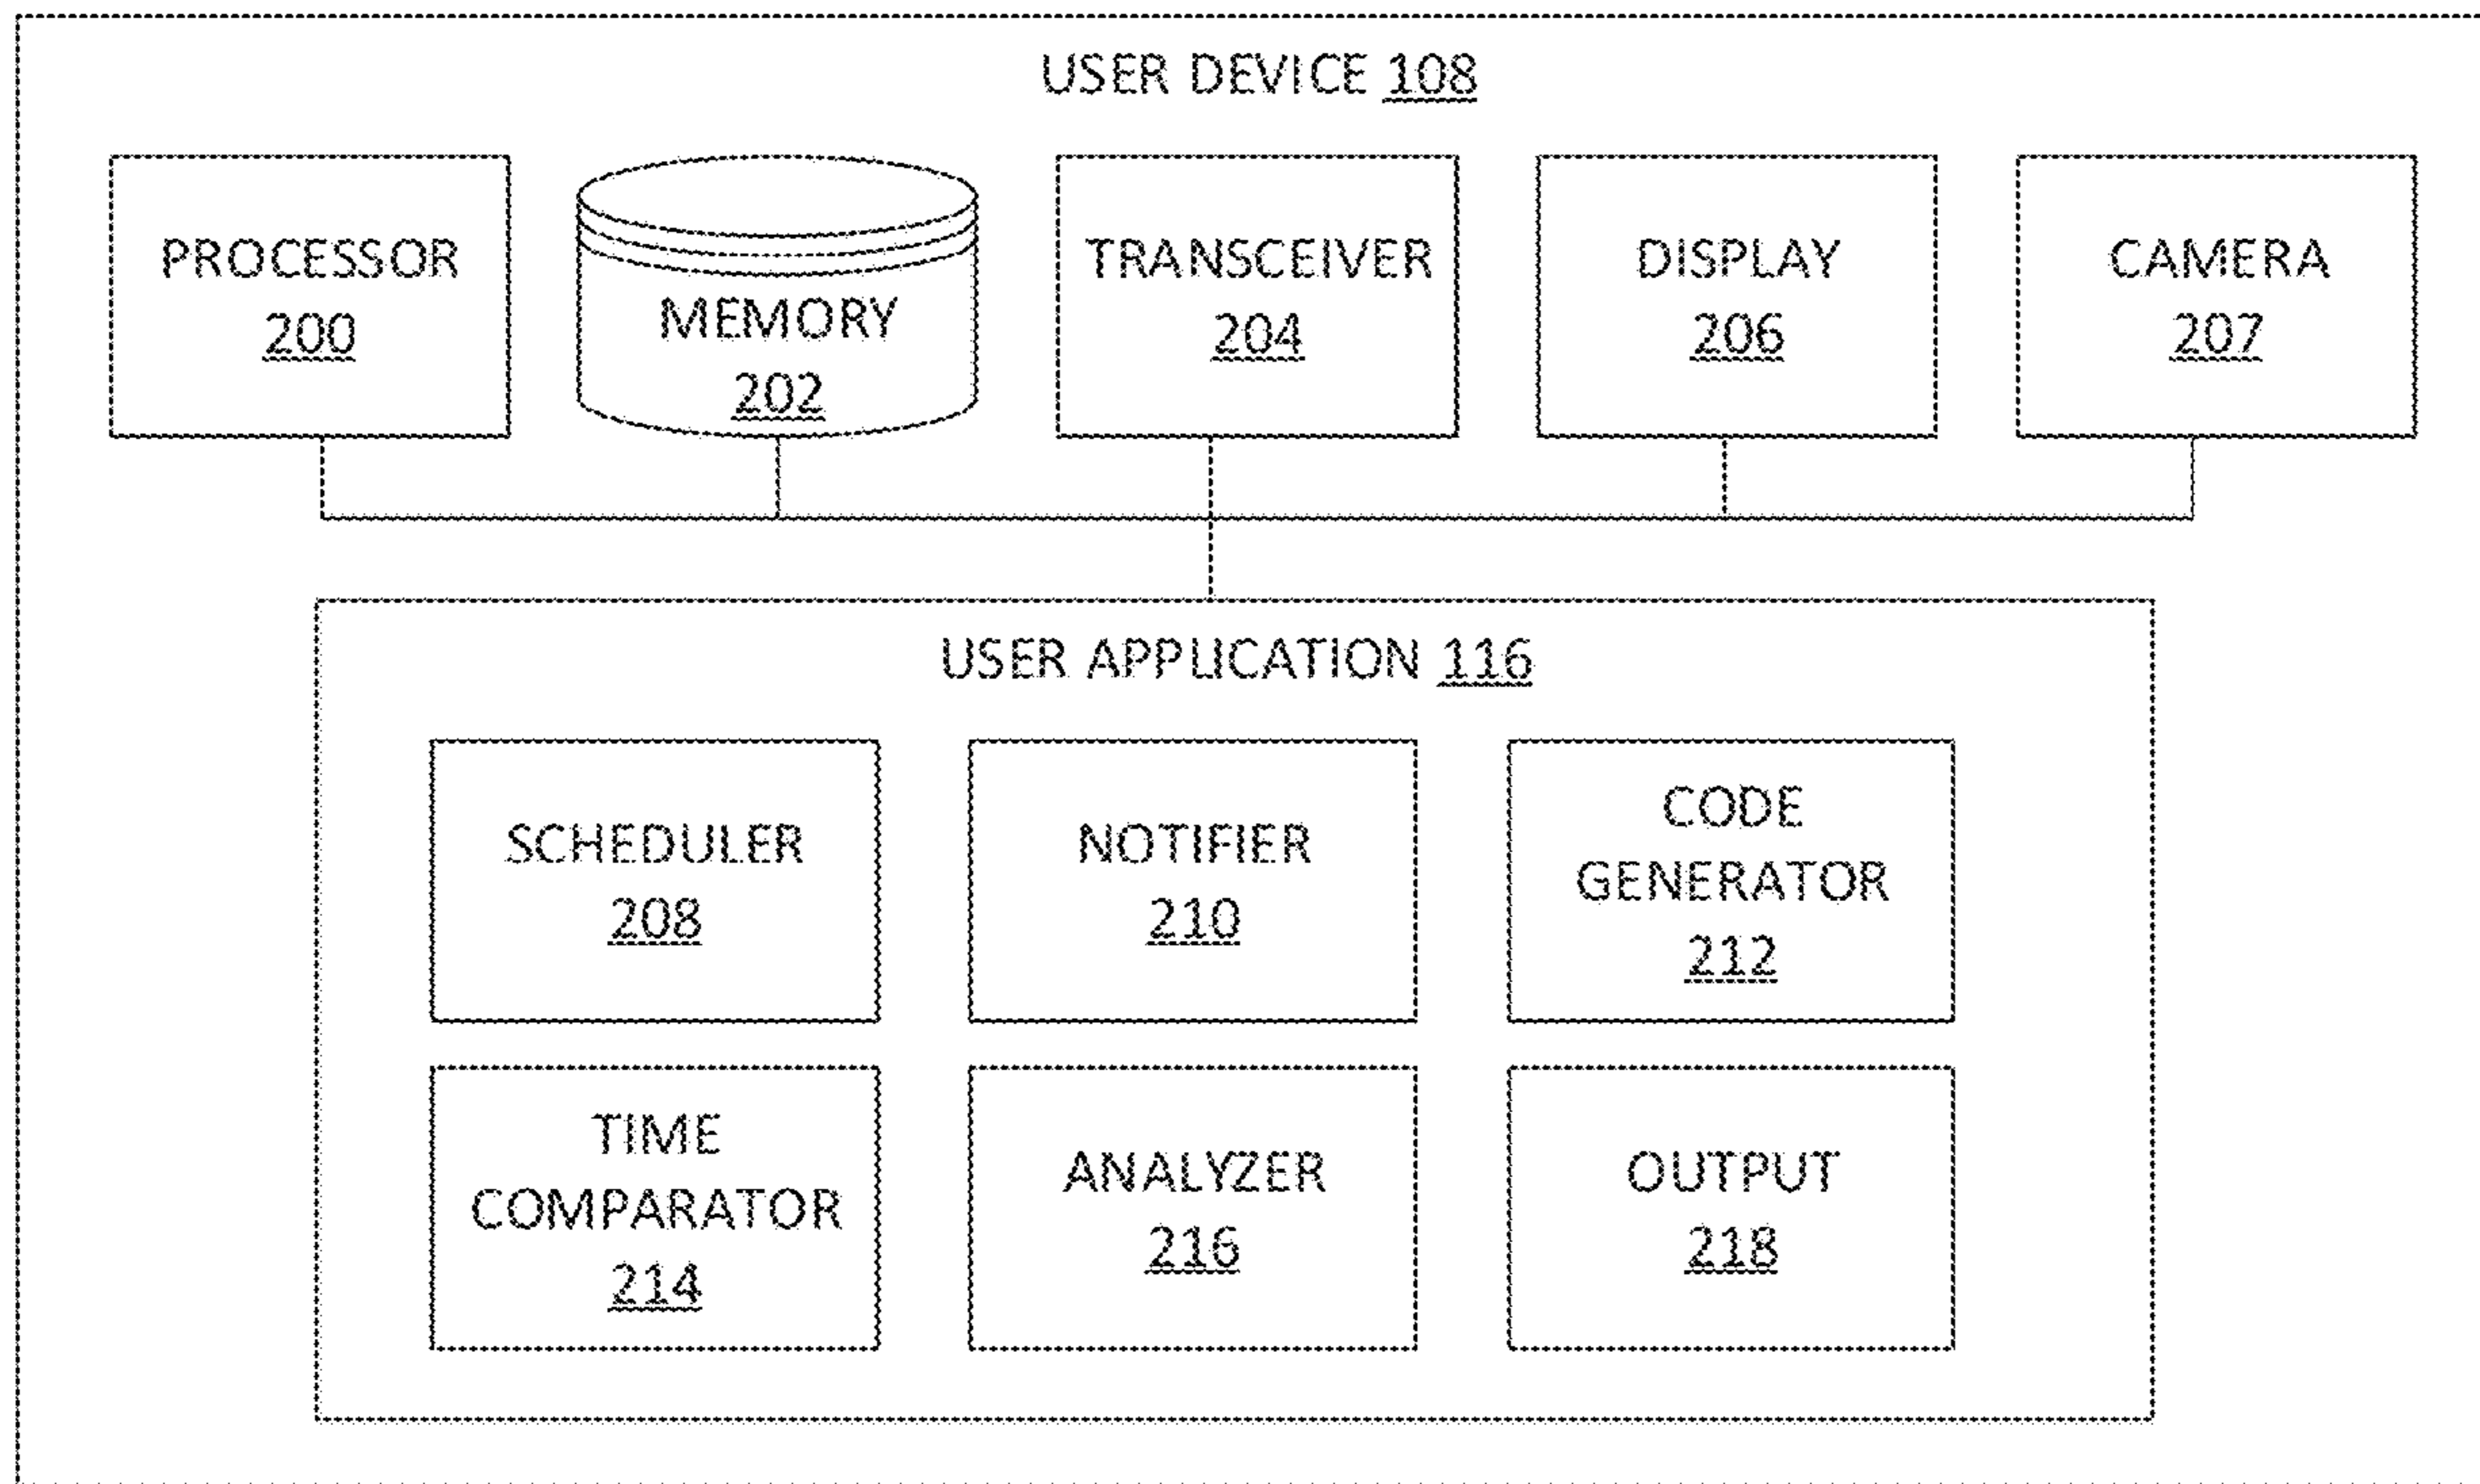 USER DEVICE 108
PROCESSOR
200
MEMORY
202
TRANSCEIVER
204
DISPLAY
206
CAMERA
207
USER APPLICATION 116
SCHEDULER
208
NOTIFIER
210
CODE
GENERATOR
212
TIME
COMPARATOR
214
ANALYZER
216
OUTPUT
218